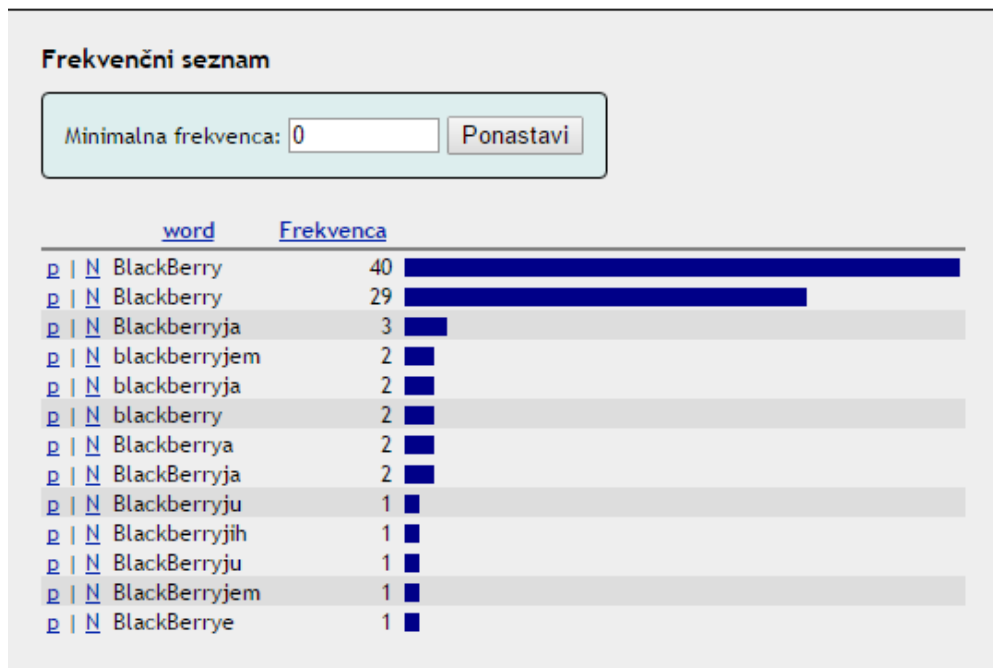 Frekvenčni seznam
Minimalna frekvenca: 0 Ponastavi
word Frekvenca
p | N BlackBerry 40
p | N Blackberry 29
p | N Blackberryja 3
p | N blackberryjem 2
p | N blackberryja 2
p | N blackberry 2
p | N Blackberrya 2
p | N BlackBerryja 2
p | N Blackberryju 1
p | N Blackberryjih 1
p | N BlackBerryju 1
p | N BlackBerryjem 1
p | N BlackBerrye 1